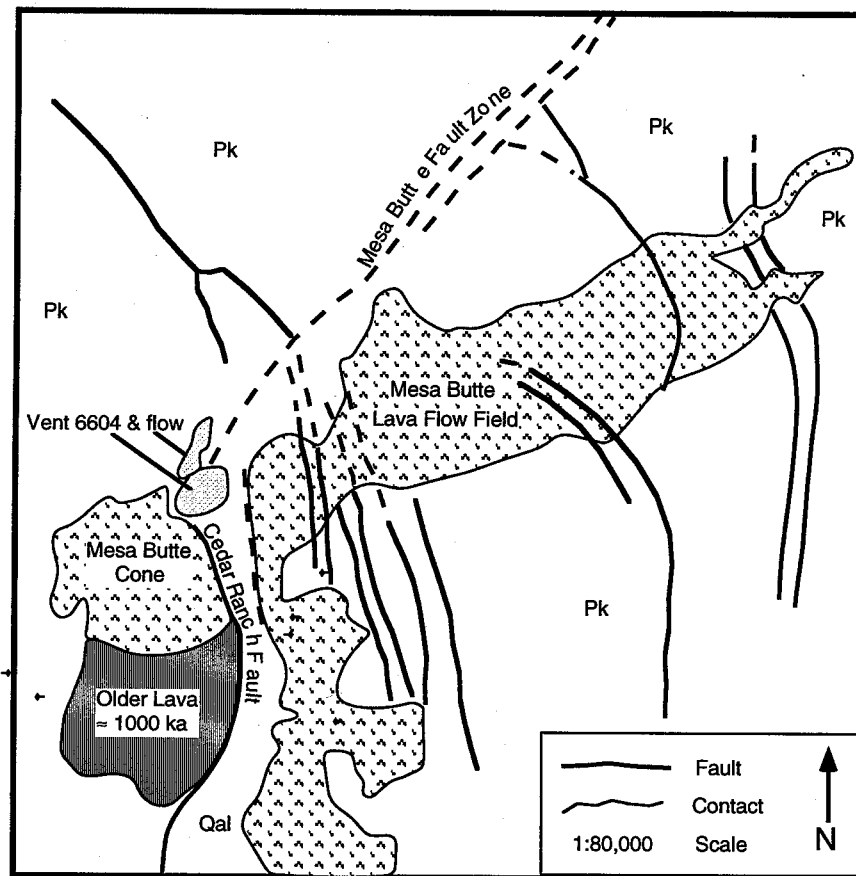 Pk
Pk
Mesa Butte Fault Zone
Pk
Pk
Mesa Butte
Lava Flow Field
Vent 6604 & flow
Mesa Butte
Cone
Cedar Ranch Fault
Pk
Older Lava
≈ 1000 ka
Qal
Fault
Contact
1:80,000 Scale
N